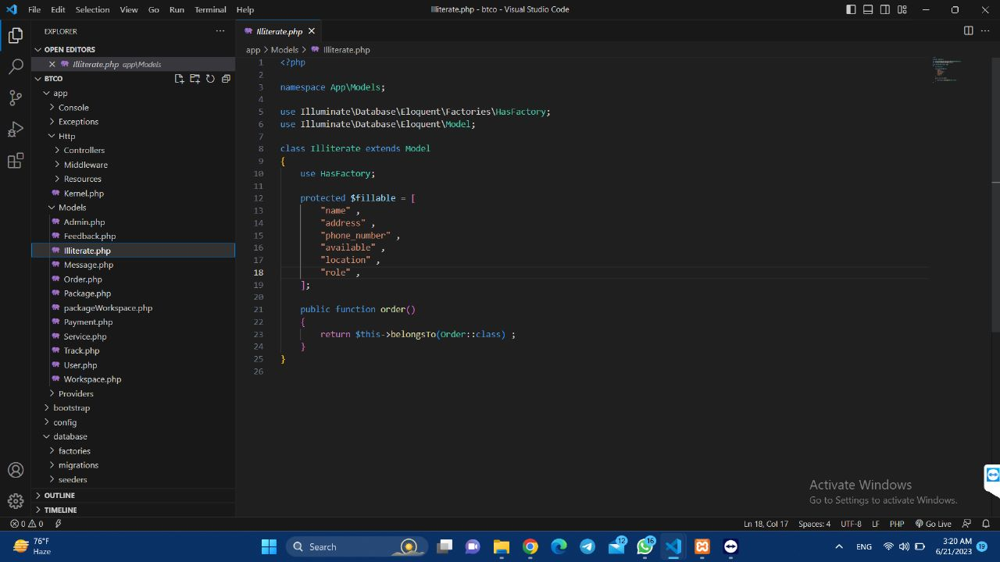 File Edit Selection View Go Run Terminal Help
Illiterate.php - btco - Visual Studio Code
EXPLORER
OPEN EDITORS
Illiterate.php app\Models
BTCO
app
Console
Exceptions
Http
Controllers
Middleware
Resources
Kernel.php
Models
Admin.php
Feedback.php
Illiterate.php
Message.php
Order.php
Package.php
packageWorkspace.php
Payment.php
Service.php
Track.php
User.php
Workspace.php
Providers
bootstrap
config
database
factories
migrations
seeders
OUTLINE
TIMELINE
Illiterate.php
app > Models > Illiterate.php
1 <?php
2
3 namespace App\Models;
4
5 use Illuminate\Database\Eloquent\Factories\HasFactory;
6 use Illuminate\Database\Eloquent\Model;
7
8 class Illiterate extends Model
9 {
10 use HasFactory;
11
12 protected $fillable = [
13 "name" ,
14 "address" ,
15 "phone_number" ,
16 "available" ,
17 "location" ,
18 "role" ,
19 ];
20
21 public function order()
22 {
23 return $this->belongsTo(Order::class) ;
24 }
25 }
26
Activate Windows
Go to Settings to activate Windows.
0 0
Ln 18, Col 17 Spaces: 4 UTF-8 LF PHP Go Live
76°F
Haze
Search
12
16
ENG
3:20 AM
6/21/2023
19